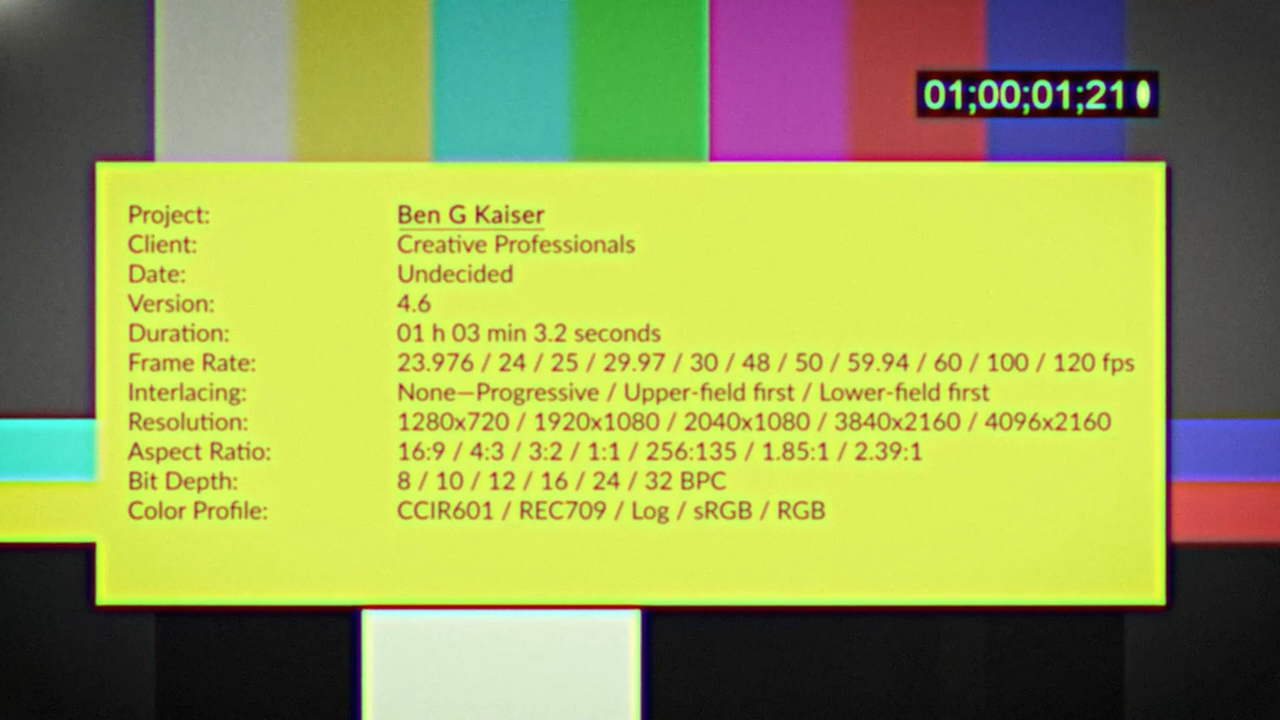 01;00;01;21
Project: Ben G Kaiser
Client: Creative Professionals
Date: Undecided
Version: 4.6
Duration: 01 h 03 min 3.2 seconds
Frame Rate: 23.976 / 24 / 25 / 29.97 / 30 / 48 / 50 / 59.94 / 60 / 100 / 120 fps
Interlacing: None—Progressive / Upper-field first / Lower-field first
Resolution: 1280x720 / 1920x1080 / 2040x1080 / 3840x2160 / 4096x2160
Aspect Ratio: 16:9 / 4:3 / 3:2 / 1:1 / 256:135 / 1.85:1 / 2.39:1
Bit Depth: 8 / 10 / 12 / 16 / 24 / 32 BPC
Color Profile: CCIR601 / REC709 / Log / sRGB / RGB